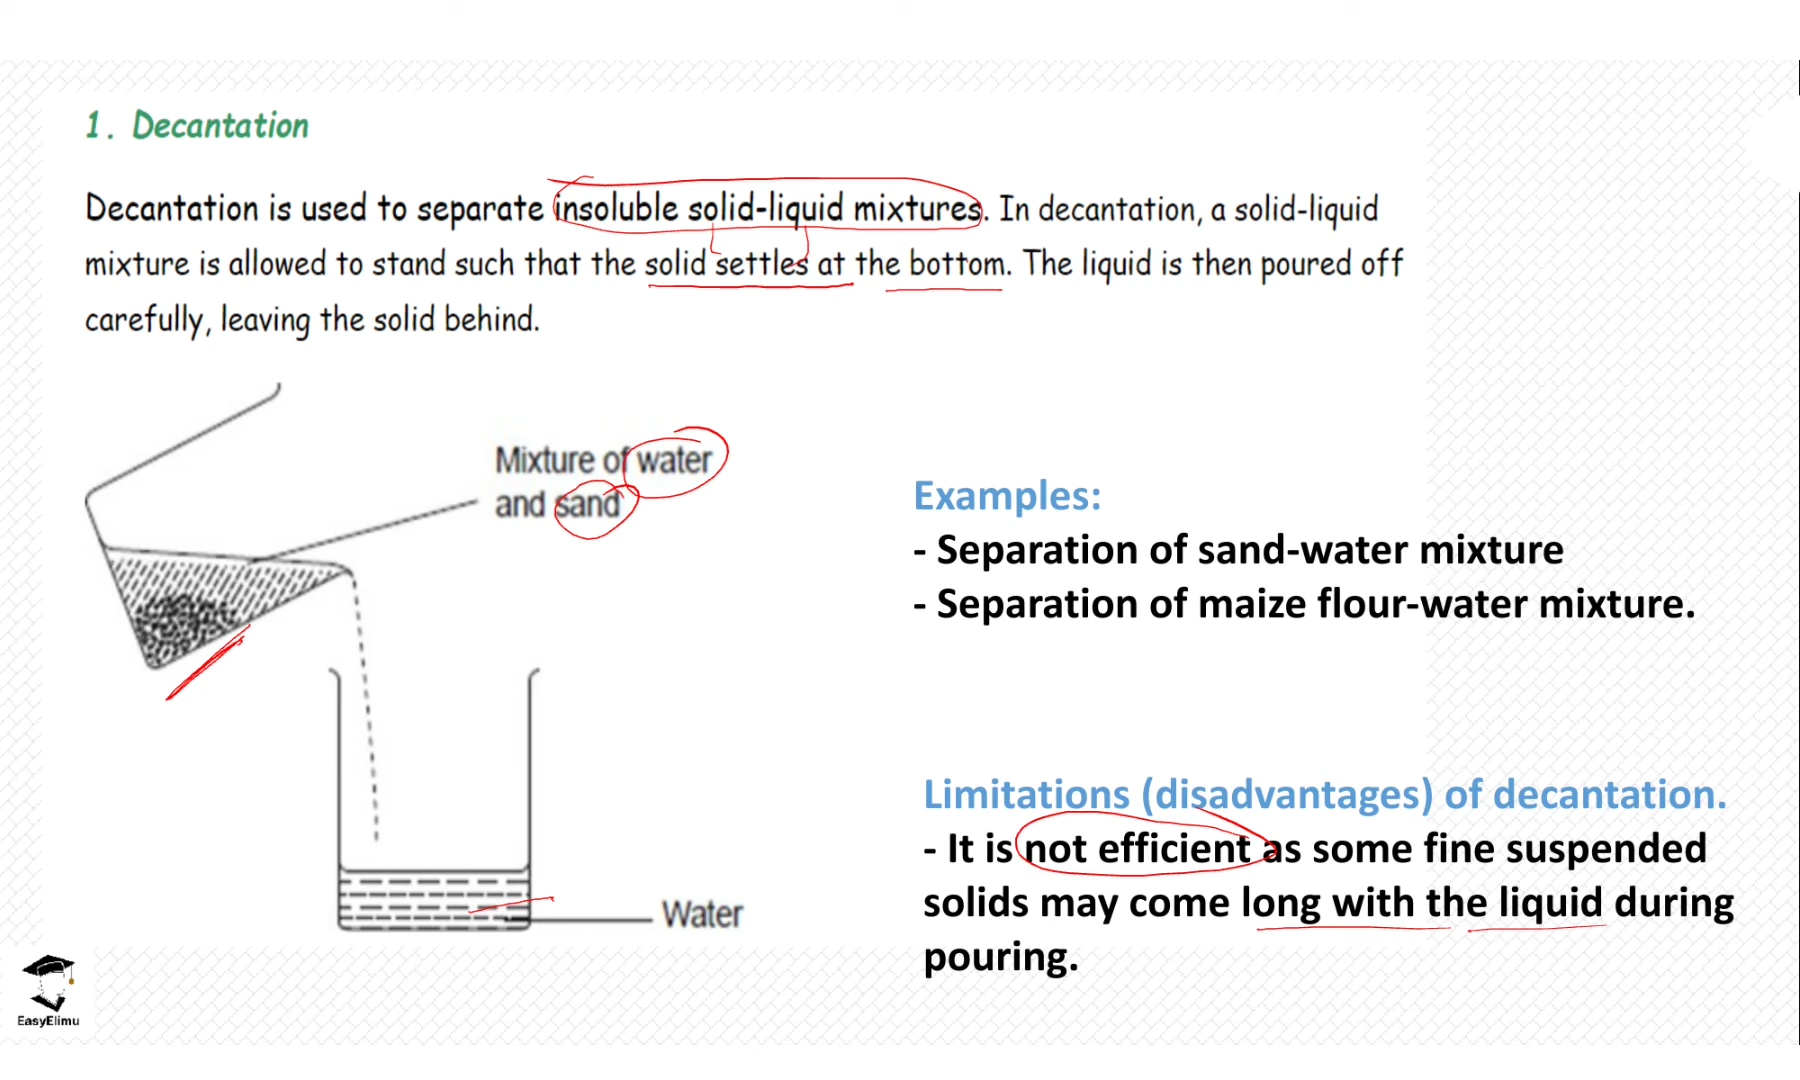 1. Decantation
Decantation is used to separate insoluble solid-liquid mixtures. In decantation, a solid-liquid
mixture is allowed to stand such that the solid settles at the bottom. The liquid is then poured off
carefully, leaving the solid behind.
Mixture of water
and sand
Water
Examples:
- Separation of sand-water mixture
- Separation of maize flour-water mixture.
Limitations (disadvantages) of decantation.
- It is not efficient as some fine suspended
solids may come long with the liquid during
pouring.
EasyElimu